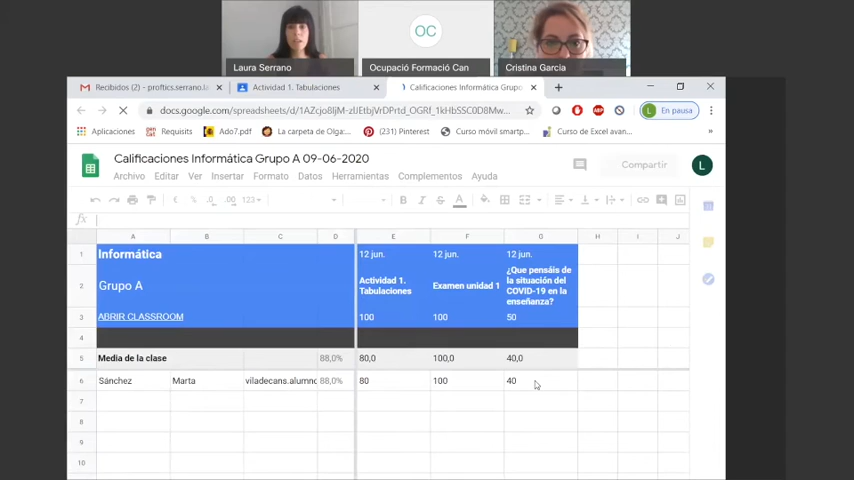 OC
Laura Serrano
Ocupació Formació Can
Cristina Garcia
Recibidos (2) - proftics.serrano.la
Actividad 1. Tabulaciones
Calificaciones Informática Grupo
docs.google.com/spreadsheets/d/
En pausa
Aplicaciones
Requisits
Ado7.pdf
La carpeta de Olga:
(231) Pinterest
Curso móvil smartp...
Curso de Excel avan...
»
Calificaciones Informática Grupo A 09-06-2020
Compartir
L
Archivo Editar Ver Insertar Formato Datos Herramientas Complementos Ayuda
€ % .0 .00 123
B I S A
fx
A B C D E F G H I J
1 Informática 12 jun. 12 jun. 12 jun.
2 Grupo A Actividad 1. Tabulaciones Examen unidad 1 ¿Que pensáis de la situación del COVID-19 en la enseñanza?
3 ABRIR CLASSROOM 100 100 50
4
5 Media de la clase 88,0% 80,0 100,0 40,0
6 Sánchez Marta viladecans.alumno 88,0% 80 100 40
7
8
9
10